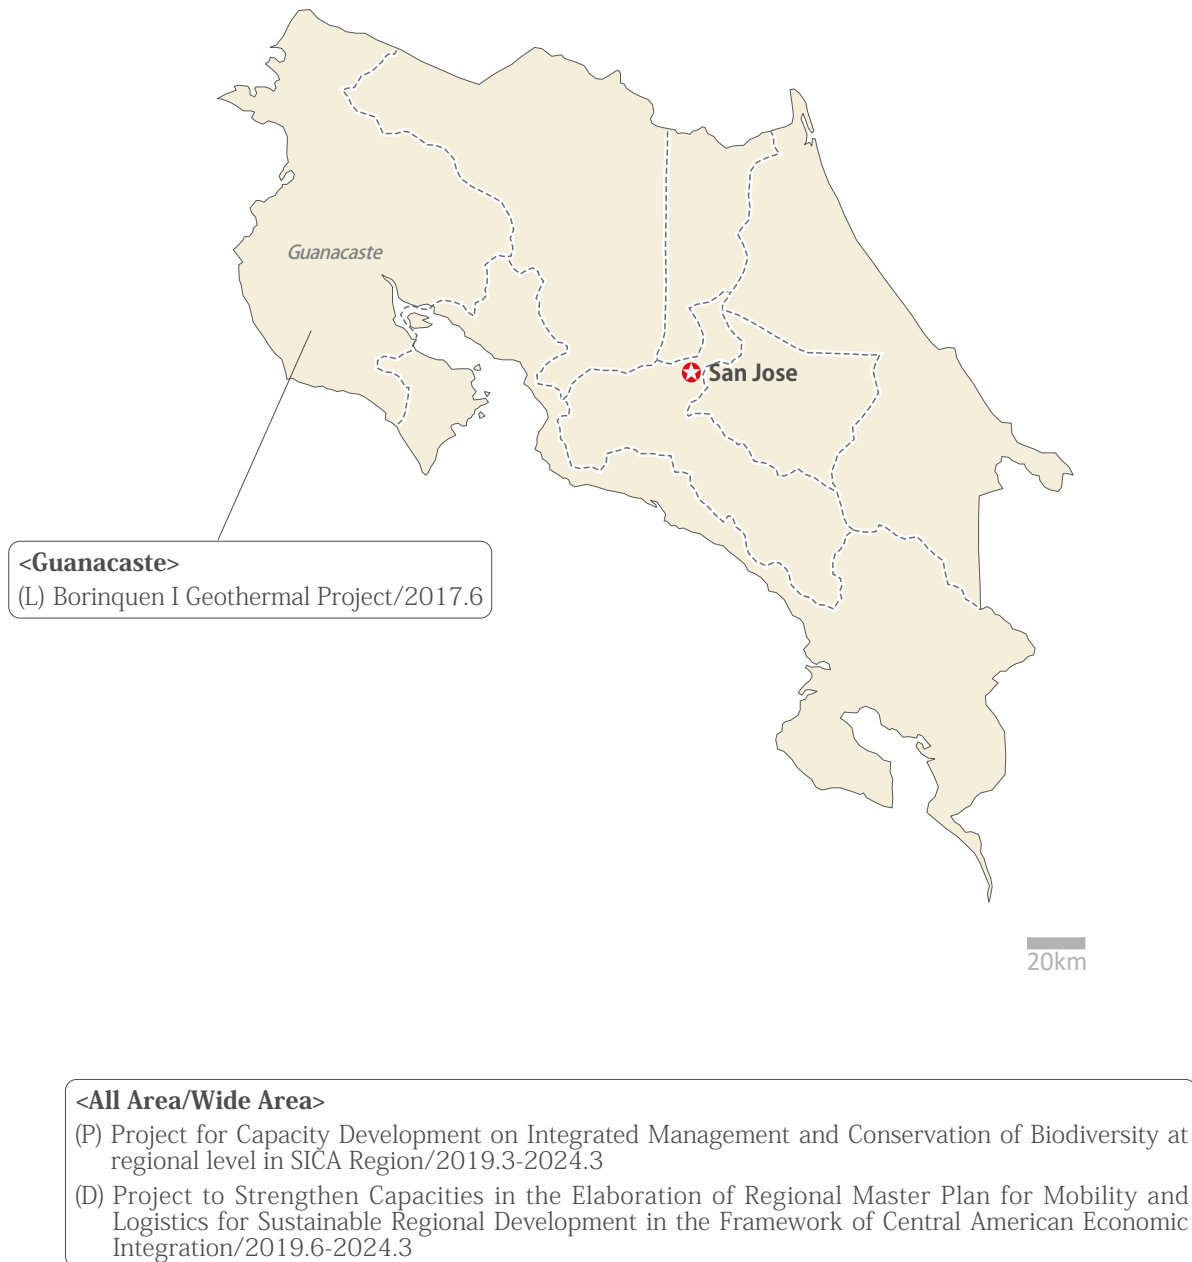 Guanacaste
San Jose
<Guanacaste>
(L) Borinquen I Geothermal Project/2017.6
20km
<All Area/Wide Area>
(P) Project for Capacity Development on Integrated Management and Conservation of Biodiversity at
regional level in SICA Region/2019.3-2024.3
(D) Project to Strengthen Capacities in the Elaboration of Regional Master Plan for Mobility and
Logistics for Sustainable Regional Development in the Framework of Central American Economic
Integration/2019.6-2024.3